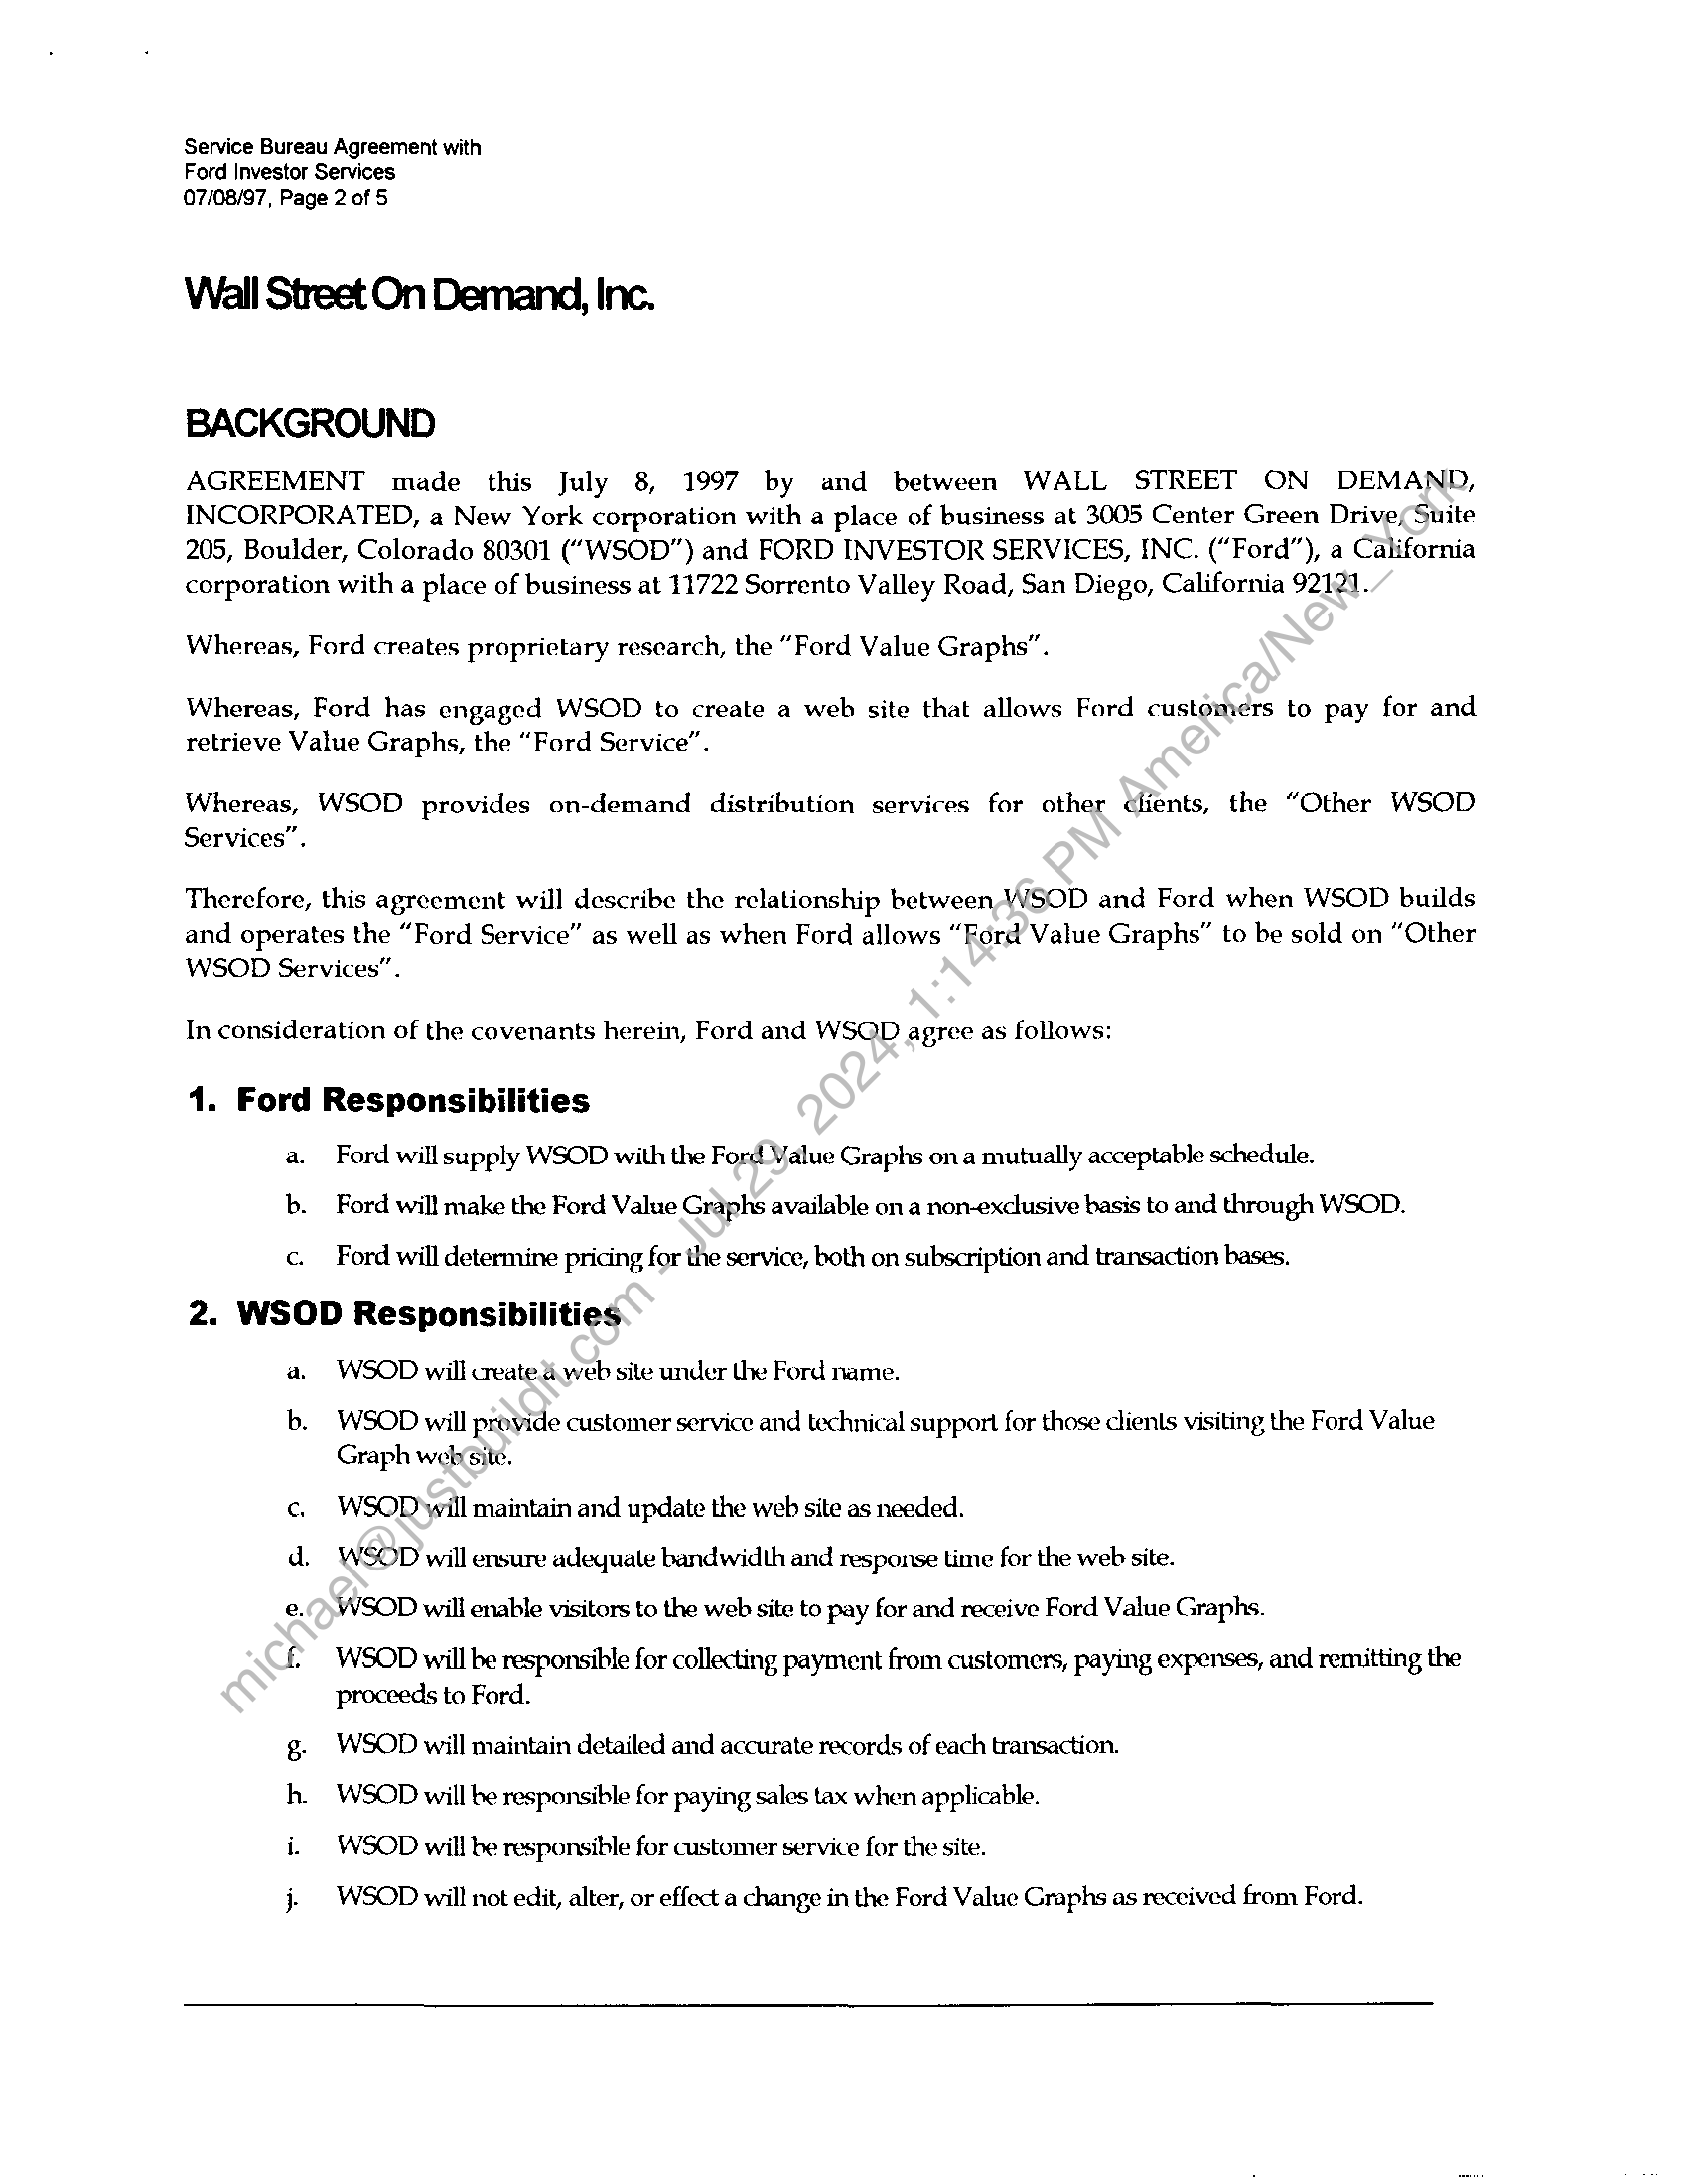 Service Bureau Agreement with
Ford Investor Services
07/08/97, Page 2 of 5
Wall Street On Demand, Inc.
BACKGROUND
AGREEMENT made this July 8, 1997 by and between WALL STREET ON DEMAND,
INCORPORATED, a New York corporation with a place of business at 3005 Center Green Drive, Suite
205, Boulder, Colorado 80301 (“WSOD”) and FORD INVESTOR SERVICES, INC. (“Ford”), a California
corporation with a place of business at 11722 Sorrento Valley Road, San Diego, California 92121.
Whereas, Ford creates proprietary research, the “Ford Value Graphs”.
Whereas, Ford has engaged WSOD to create a web site that allows Ford customers to pay for and
retrieve Value Graphs, the “Ford Service”.
Whereas, WSOD provides on-demand distribution services for other clients, the “Other WSOD
Services”.
Therefore, this agreement will describe the relationship between WSOD and Ford when WSOD builds
and operates the “Ford Service” as well as when Ford allows “Ford Value Graphs” to be sold on “Other
WSOD Services”.
In consideration of the covenants herein, Ford and WSOD agree as follows:
1. Ford Responsibilities
a. Ford will supply WSOD with the Ford Value Graphs on a mutually acceptable schedule.
b. Ford will make the Ford Value Graphs available on a non-exclusive basis to and through WSOD.
c. Ford will determine pricing for the service, both on subscription and transaction bases.
2. WSOD Responsibilities
a. WSOD will create a web site under the Ford name.
b. WSOD will provide customer service and technical support for those clients visiting the Ford Value
Graph web site.
c. WSOD will maintain and update the web site as needed.
d. WSOD will ensure adequate bandwidth and response time for the web site.
e. WSOD will enable visitors to the web site to pay for and receive Ford Value Graphs.
f. WSOD will be responsible for collecting payment from customers, paying expenses, and remitting the
proceeds to Ford.
g. WSOD will maintain detailed and accurate records of each transaction.
h. WSOD will be responsible for paying sales tax when applicable.
i. WSOD will be responsible for customer service for the site.
j. WSOD will not edit, alter, or effect a change in the Ford Value Graphs as received from Ford.
michael@justbuildit.com - Jul 29, 2024, 1:14:36 PM America/New_York